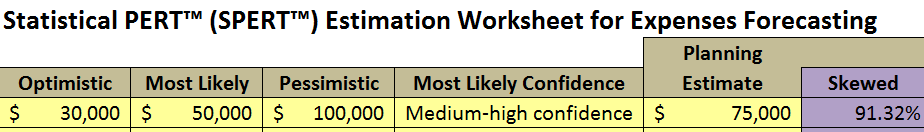 Statistical PERT™ (SPERT™) Estimation Worksheet for Expenses Forecasting
Planning
Optimistic Most Likely Pessimistic Most Likely Confidence Estimate Skewed
$ 30,000 $ 50,000 $ 100,000 Medium-high confidence $ 75,000 91.32%